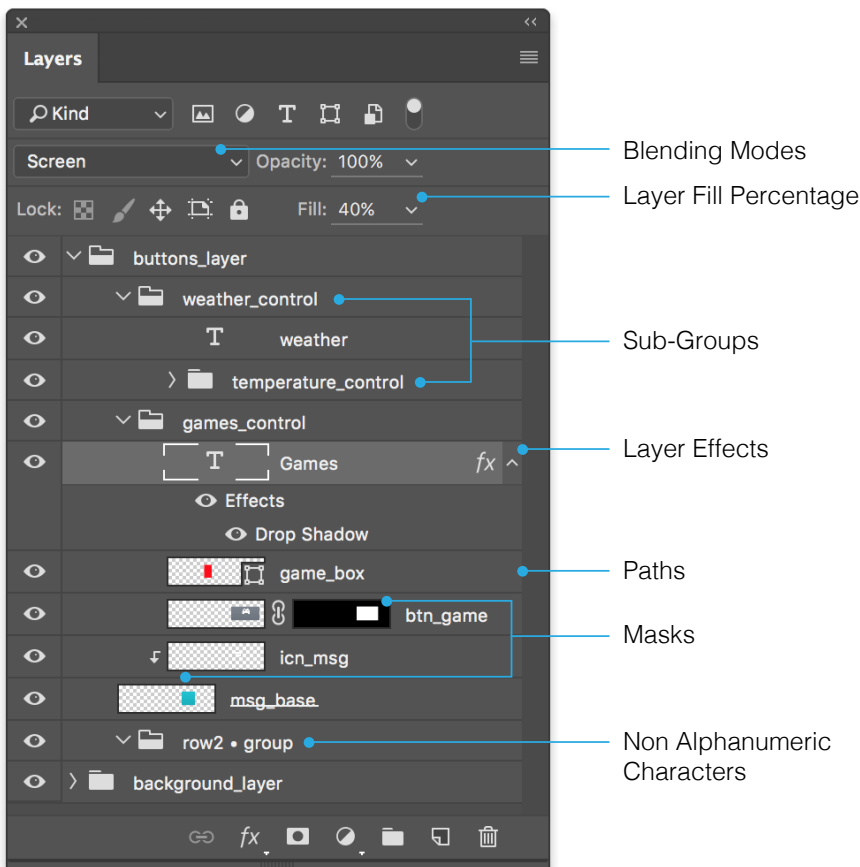 Layers
Kind
Screen Opacity: 100%
Blending Modes
Lock: Fill: 40%
Layer Fill Percentage
buttons_layer
weather_control
T weather
Sub-Groups
temperature_control
games_control
T Games fx
Layer Effects
Effects
Drop Shadow
game_box
Paths
btn_game
Masks
icn_msg
msg_base
row2 • group
Non Alphanumeric
Characters
background_layer
fx